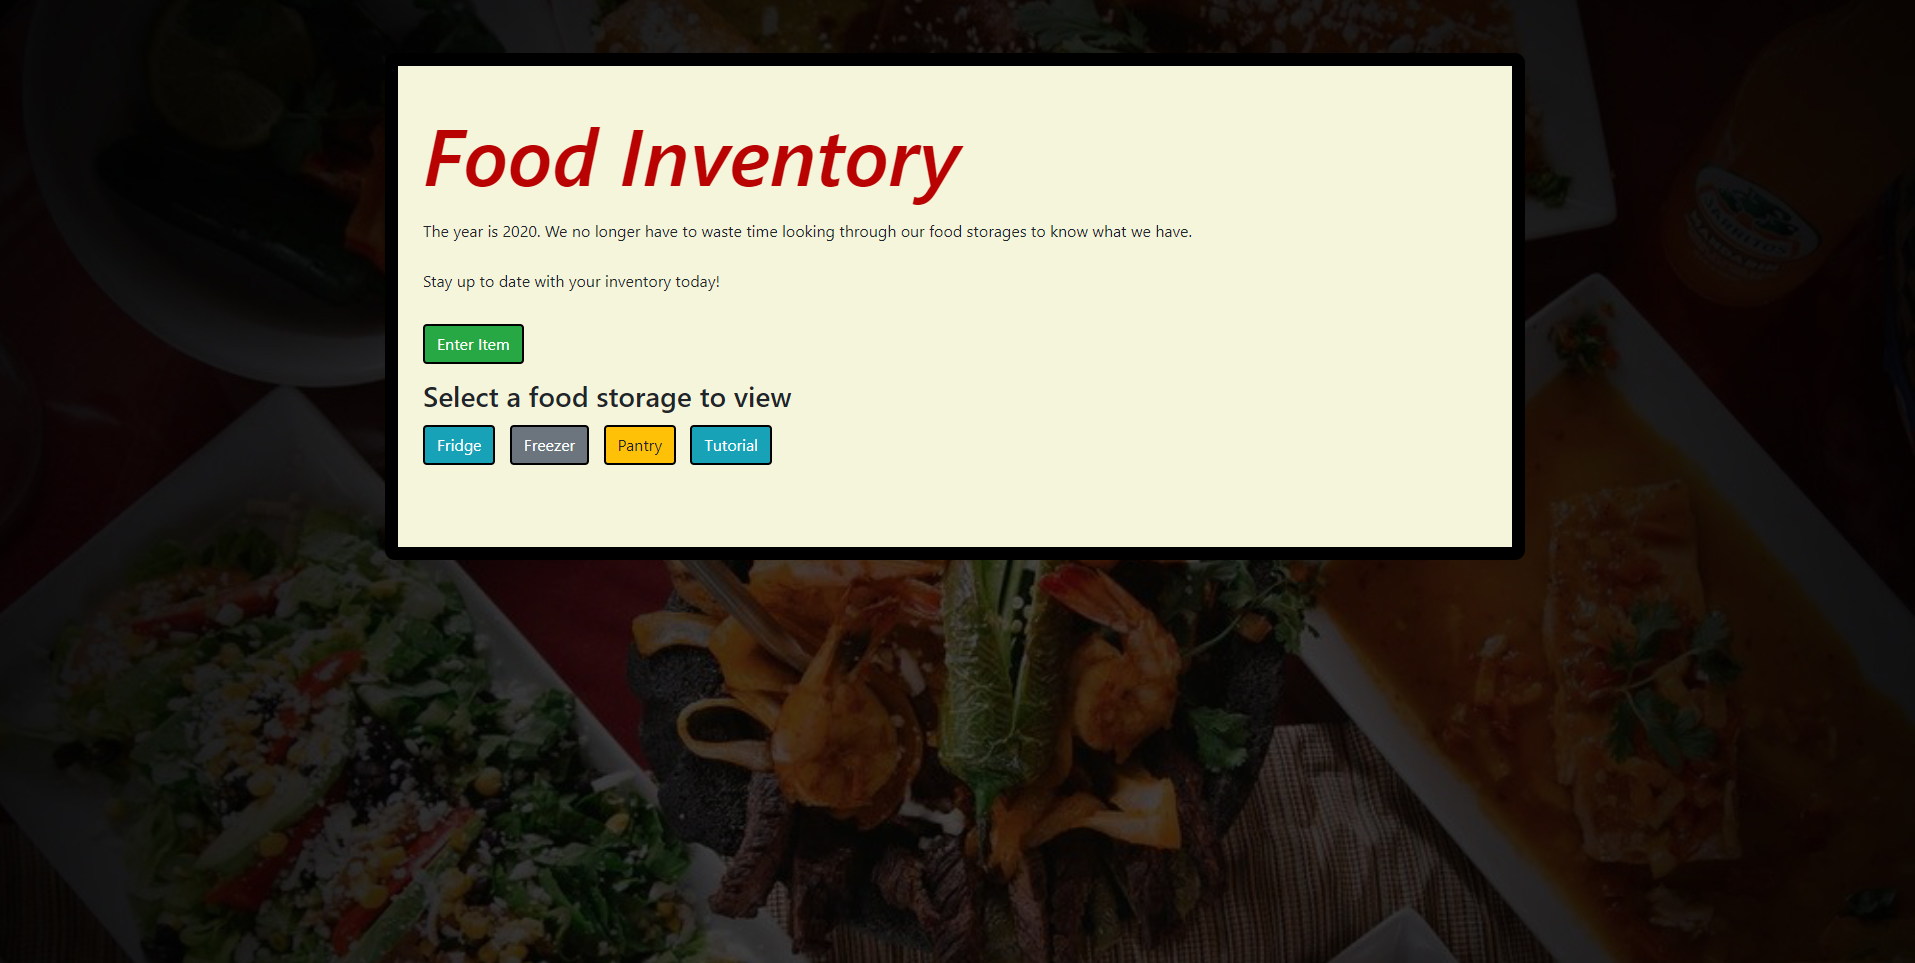 Food Inventory
The year is 2020. We no longer have to waste time looking through our food storages to know what we have.
Stay up to date with your inventory today!
Enter Item
Select a food storage to view
Fridge Freezer Pantry Tutorial